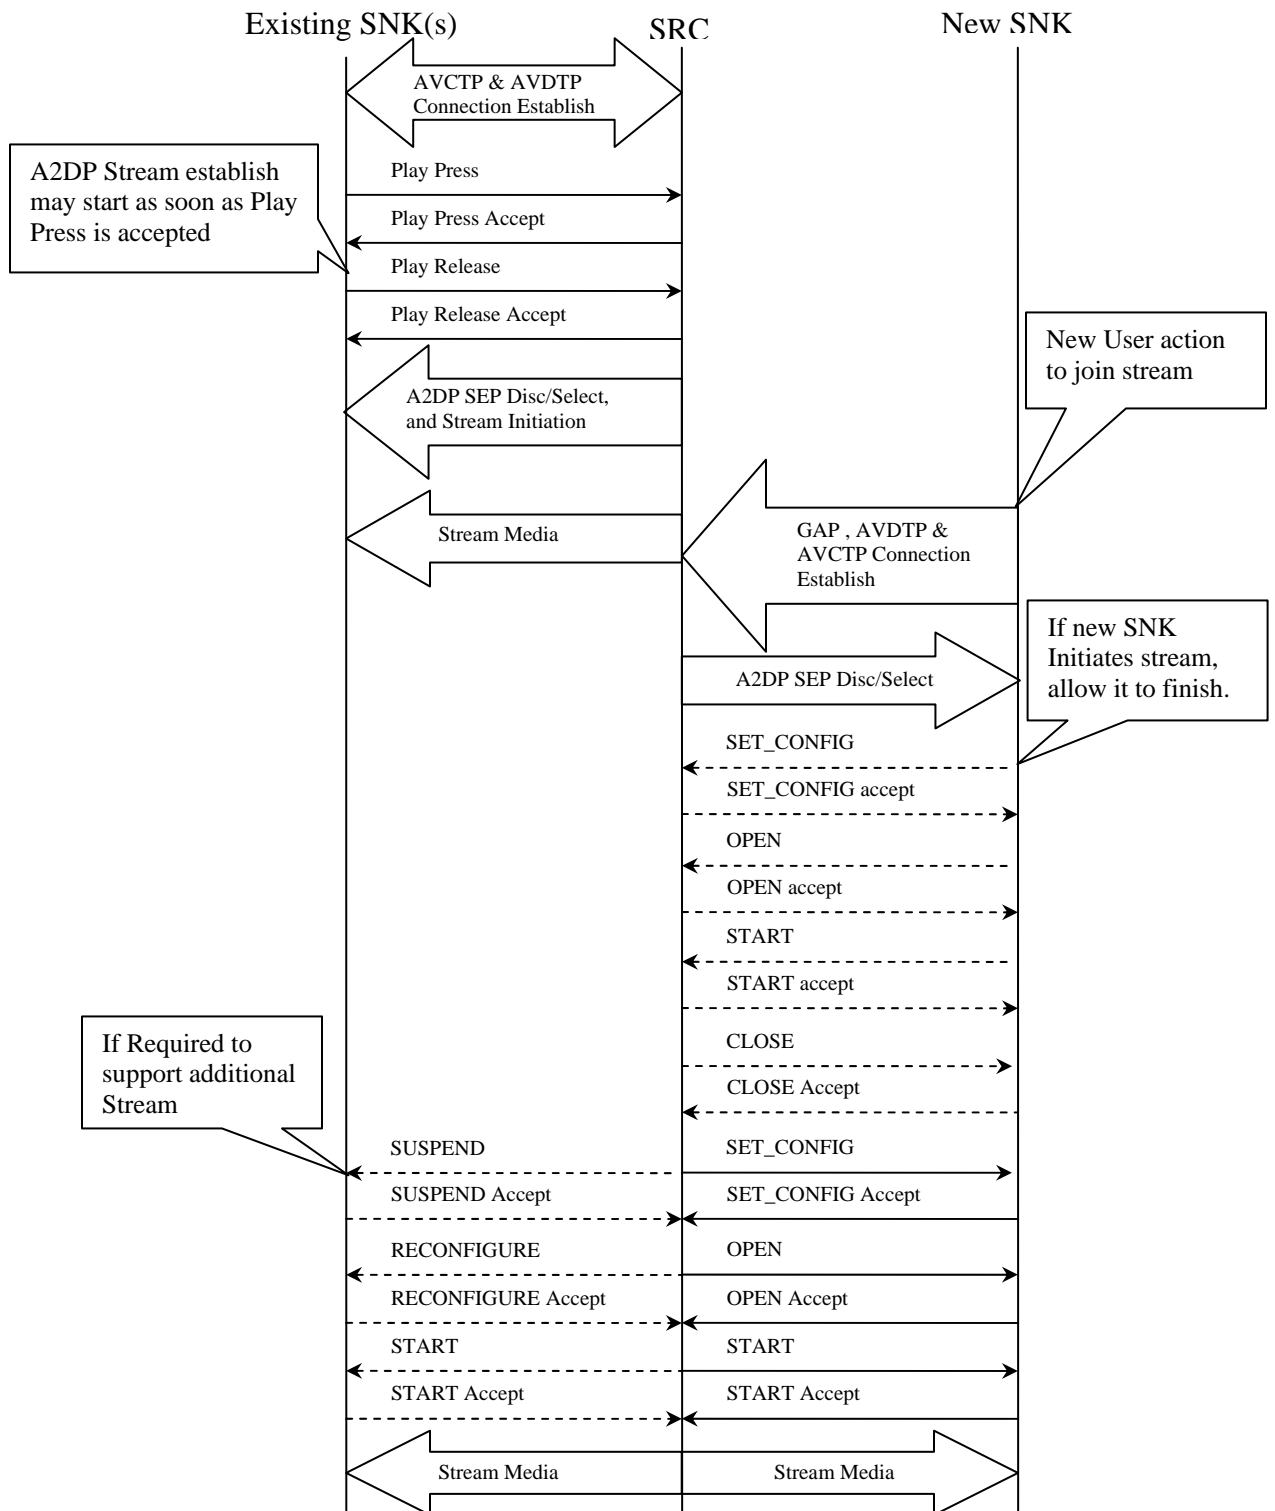 Existing SNK(s)
SRC
New SNK
AVCTP & AVDTP
Connection Establish
A2DP Stream establish
may start as soon as Play
Press is accepted
Play Press
Play Press Accept
Play Release
Play Release Accept
New User action
to join stream
A2DP SEP Disc/Select,
and Stream Initiation
Stream Media
GAP , AVDTP &
AVCTP Connection
Establish
If new SNK
Initiates stream,
allow it to finish.
A2DP SEP Disc/Select
SET_CONFIG
SET_CONFIG accept
OPEN
OPEN accept
START
START accept
If Required to
support additional
Stream
CLOSE
CLOSE Accept
SUSPEND
SET_CONFIG
SUSPEND Accept
SET_CONFIG Accept
RECONFIGURE
OPEN
RECONFIGURE Accept
OPEN Accept
START
START
START Accept
START Accept
Stream Media
Stream Media